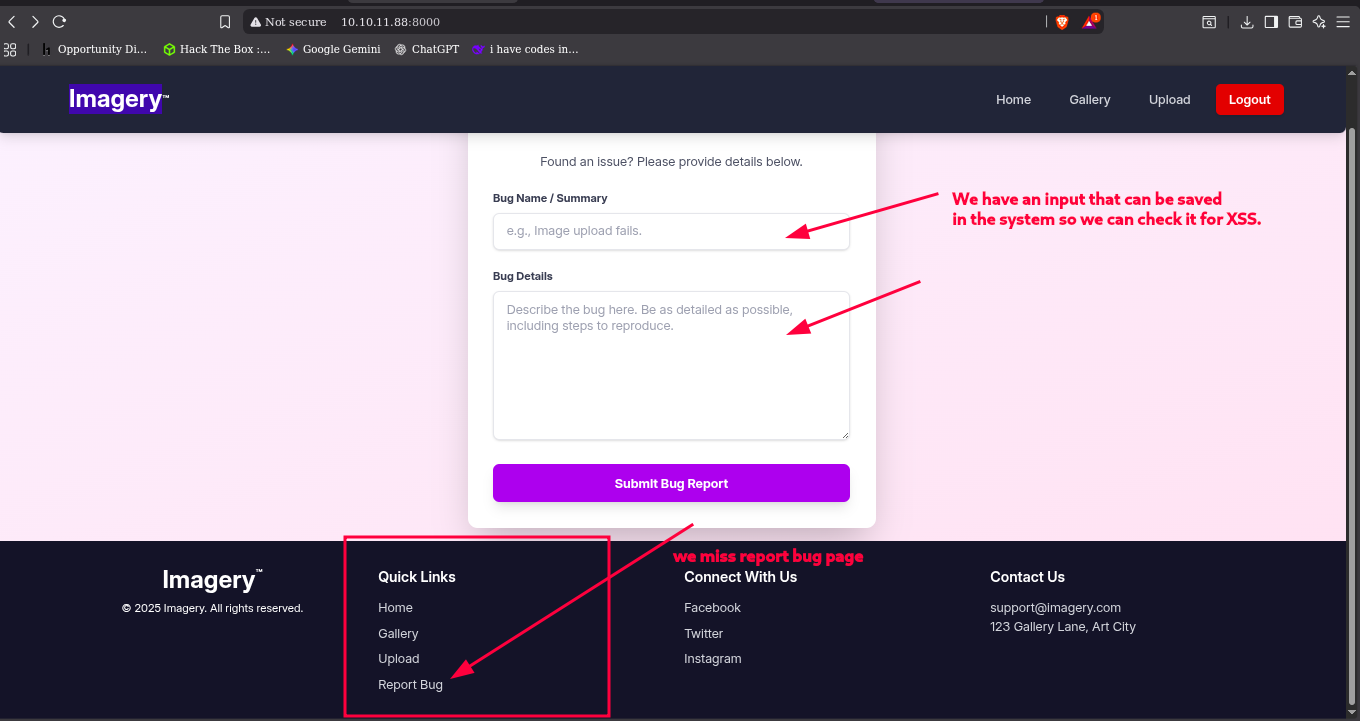 Not secure 10.10.11.88:8000
1
Opportunity Di...
Hack The Box :...
Google Gemini
ChatGPT
i have codes in...
Imagery™
Home
Gallery
Upload
Logout
Found an issue? Please provide details below.
Bug Name / Summary
e.g., Image upload fails.
We have an input that can be saved
in the system so we can check it for XSS.
Bug Details
Describe the bug here. Be as detailed as possible,
including steps to reproduce.
Submit Bug Report
we miss report bug page
Imagery™
© 2025 Imagery. All rights reserved.
Quick Links
Home
Gallery
Upload
Report Bug
Connect With Us
Facebook
Twitter
Instagram
Contact Us
support@imagery.com
123 Gallery Lane, Art City